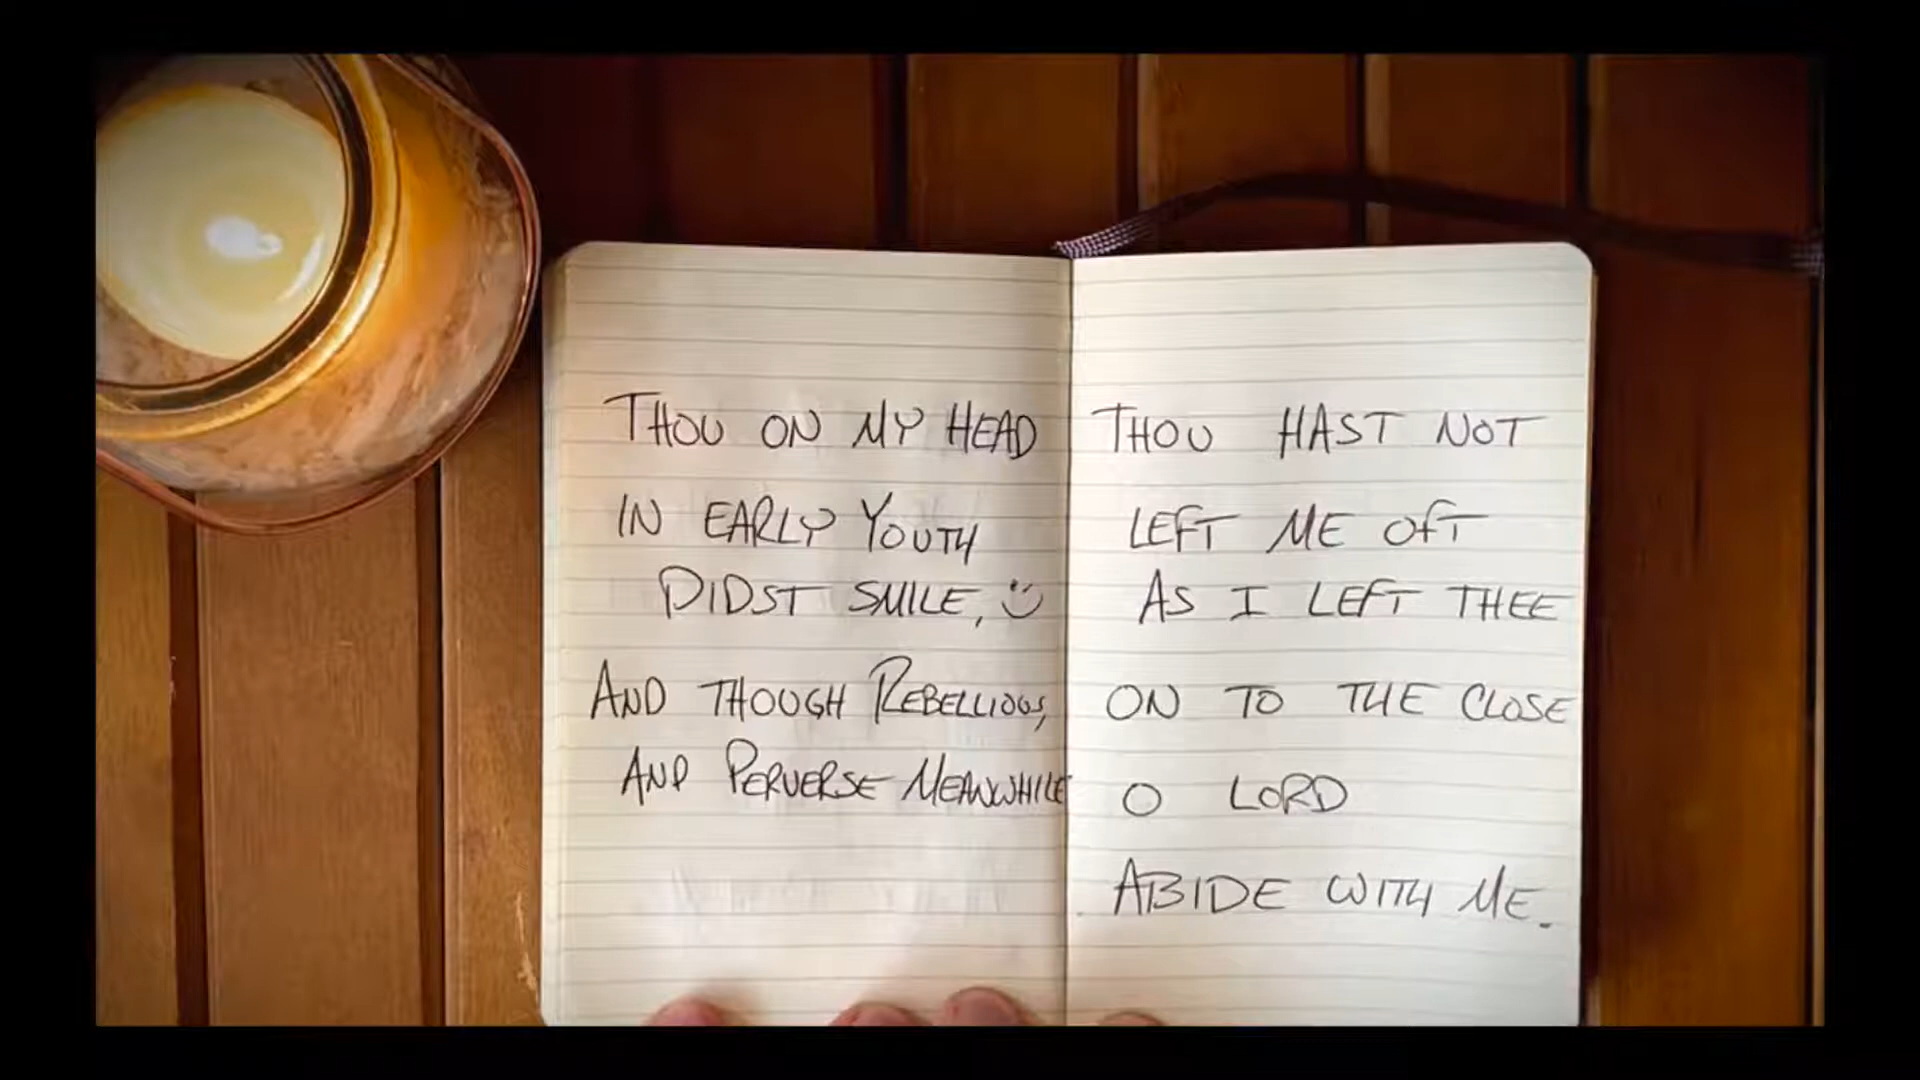 THOU ON MY HEAD
IN EARLY YOUTH
DIDST SMILE, :)
AND THOUGH REBELLIOUS,
AND PERVERSE MEANWHILE
THOU HAST NOT
LEFT ME OFT
AS I LEFT THEE
ON TO THE CLOSE
O LORD
ABIDE WITH ME.